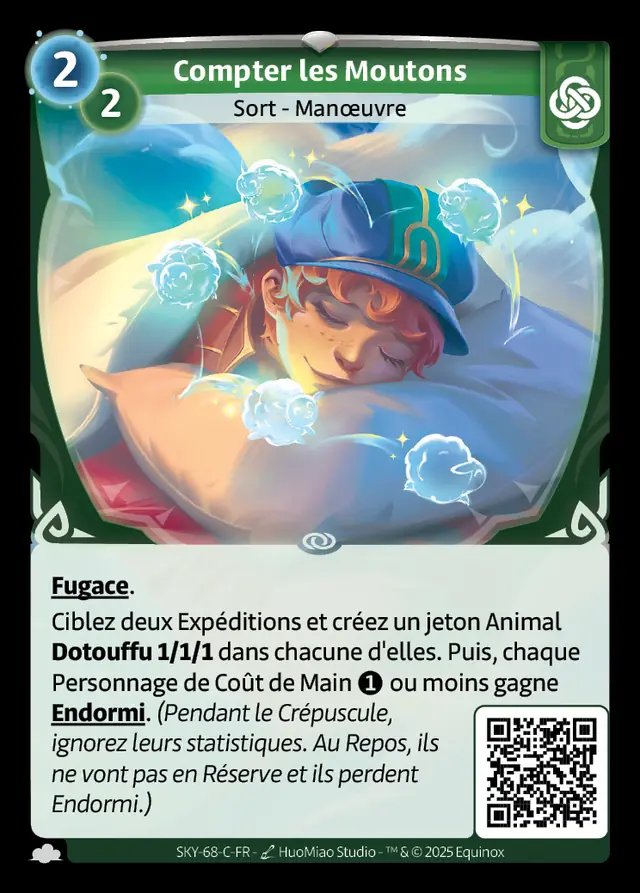 2
2
Compter les Moutons
Sort - Manœuvre
Fugace.
Ciblez deux Expéditions et créez un jeton Animal
Dotouffu 1/1/1 dans chacune d'elles. Puis, chaque
Personnage de Coût de Main 1 ou moins gagne
Endormi. (Pendant le Crépuscule,
ignorez leurs statistiques. Au Repos, ils
ne vont pas en Réserve et ils perdent
Endormi.)
SKY-68-C-FR - HuoMiao Studio - ™ & © 2025 Equinox